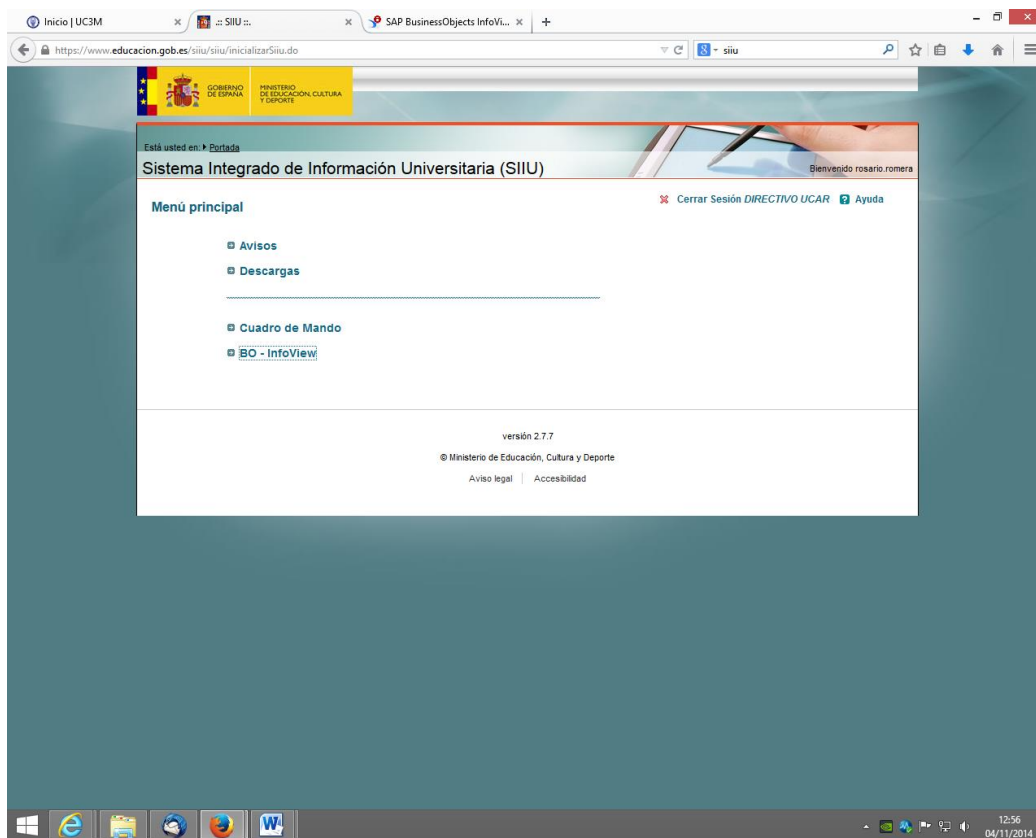 Inicio | UC3M
.:: SIIU ::.
SAP BusinessObjects InfoVi...
https://www.educacion.gob.es/siiu/siiu/inicializarSiiu.do
8
siiu
GOBIERNO
DE ESPAÑA
MINISTERIO
DE EDUCACIÓN, CULTURA
Y DEPORTE
Está usted en: Portada
Sistema Integrado de Información Universitaria (SIIU)
Bienvenido rosario.romera
Menú principal
Cerrar Sesión DIRECTIVO UCAR ? Ayuda
Avisos
Descargas
Cuadro de Mando
BO - InfoView
versión 2.7.7
© Ministerio de Educación, Cultura y Deporte
Aviso legal | Accesibilidad
W
12:56
04/11/2014